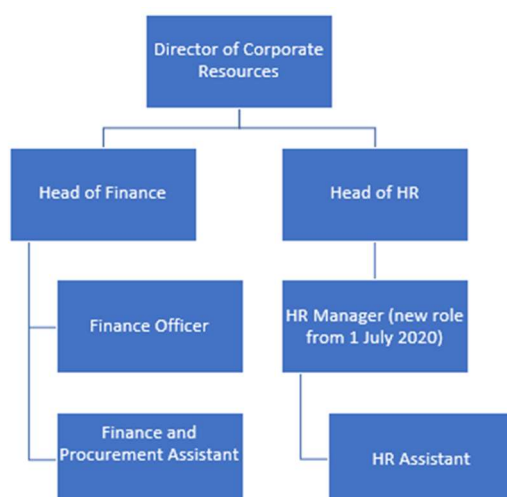 Director of Corporate
Resources
Head of Finance
Head of HR
Finance Officer
HR Manager (new role
from 1 July 2020)
Finance and
Procurement Assistant
HR Assistant